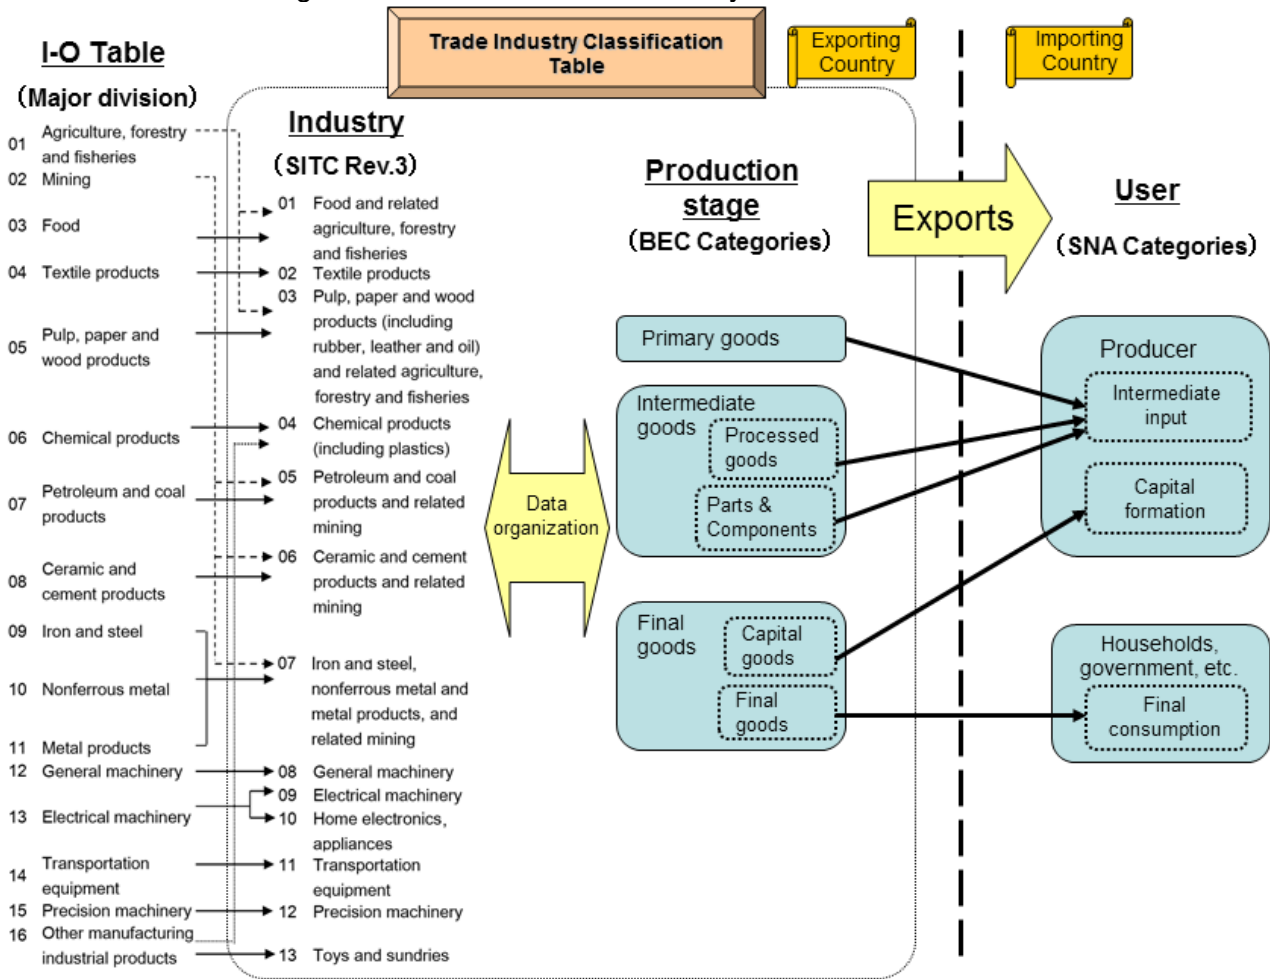 Trade Industry Classification
Table
Exporting
Country
Importing
Country
I-O Table
(Major division)
01 Agriculture, forestry
and fisheries
02 Mining
03 Food
04 Textile products
05 Pulp, paper and
wood products
06 Chemical products
07 Petroleum and coal
products
08 Ceramic and
cement products
09 Iron and steel
10 Nonferrous metal
11 Metal products
12 General machinery
13 Electrical machinery
14 Transportation
equipment
15 Precision machinery
16 Other manufacturing
industrial products
Industry
(SITC Rev.3)
01 Food and related
agriculture, forestry
and fisheries
02 Textile products
03 Pulp, paper and wood
products (including
rubber, leather and oil)
and related agriculture,
forestry and fisheries
04 Chemical products
(including plastics)
05 Petroleum and coal
products and related
mining
06 Ceramic and cement
products and related
mining
07 Iron and steel,
nonferrous metal and
metal products, and
related mining
08 General machinery
09 Electrical machinery
10 Home electronics,
appliances
11 Transportation
equipment
12 Precision machinery
13 Toys and sundries
Data
organization
Production
stage
(BEC Categories)
Primary goods
Intermediate
goods
Processed
goods
Parts &
Components
Final
goods
Capital
goods
Final
goods
Exports
User
(SNA Categories)
Producer
Intermediate
input
Capital
formation
Households,
government, etc.
Final
consumption